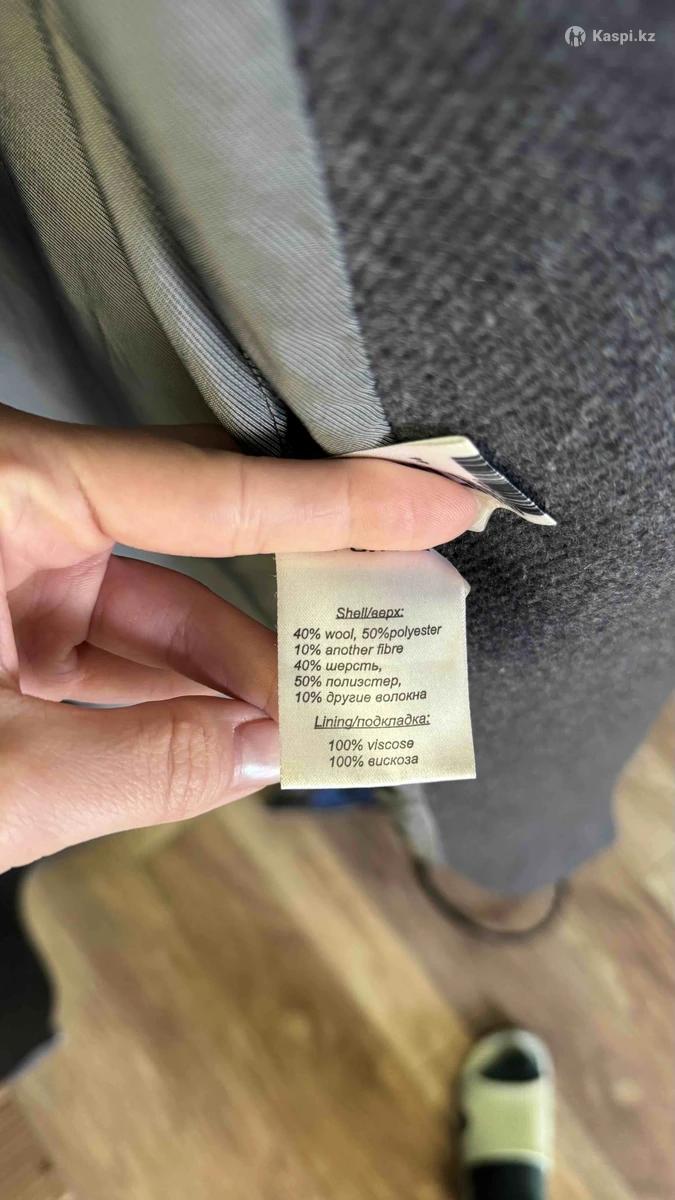 Kaspi.kz
Shell/верх:
40% wool, 50%polyester
10% another fibre
40% шерсть,
50% полиэстер,
10% другие волокна
Lining/подкладка:
100% viscose
100% вискоза